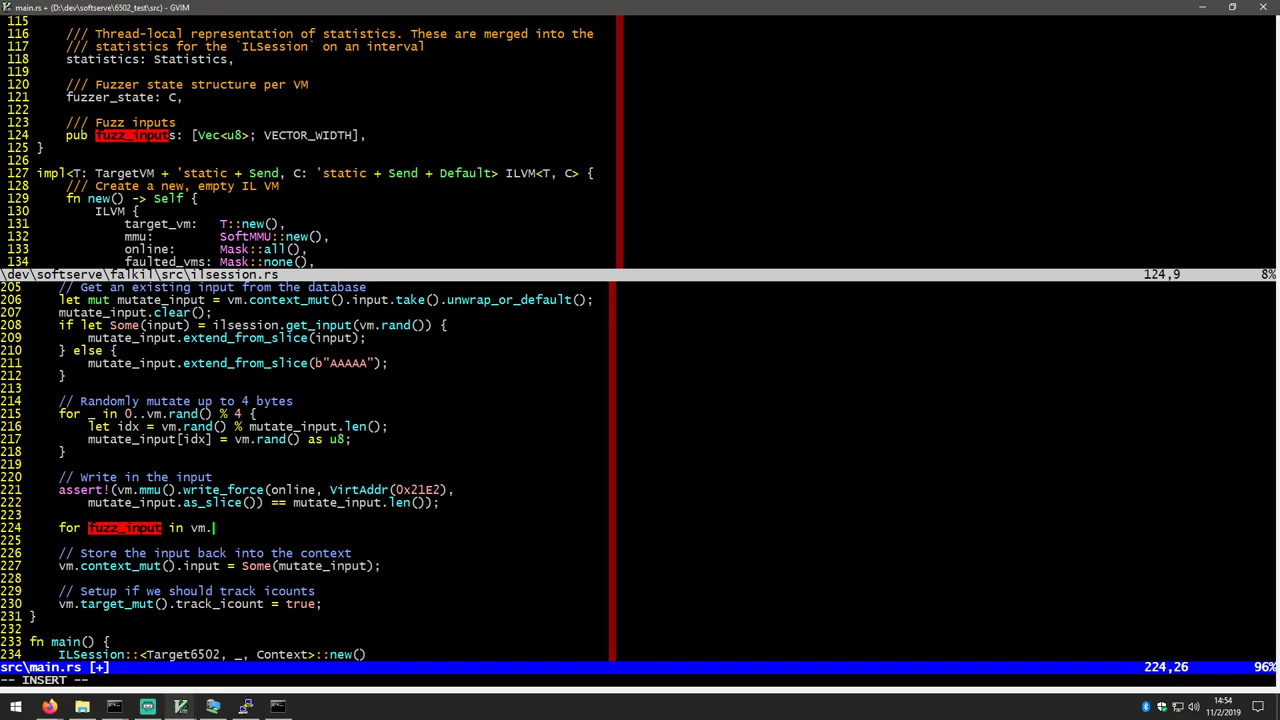 main.rs + (D:\dev\softserve\6502_test\src) - GVIM
115
116     /// Thread-local representation of statistics. These are merged into the
117     /// statistics for the `ILSession` on an interval
118     statistics: Statistics,
119
120     /// Fuzzer state structure per VM
121     fuzzer_state: C,
122
123     /// Fuzz inputs
124     pub fuzz_inputs: [Vec<u8>; VECTOR_WIDTH],
125 }
126
127 impl<T: TargetVM + 'static + Send, C: 'static + Send + Default> ILVM<T, C> {
128     /// Create a new, empty IL VM
129     fn new() -> Self {
130         ILVM {
131             target_vm:   T::new(),
132             mmu:         SoftMMU::new(),
133             online:      Mask::all(),
134             faulted_vms: Mask::none(),
\dev\softserve\falkil\src\ilsession.rs 124,9 8%
205     // Get an existing input from the database
206     let mut mutate_input = vm.context_mut().input.take().unwrap_or_default();
207     mutate_input.clear();
208     if let Some(input) = ilsession.get_input(vm.rand()) {
209         mutate_input.extend_from_slice(input);
210     } else {
211         mutate_input.extend_from_slice(b"AAAAA");
212     }
213
214     // Randomly mutate up to 4 bytes
215     for _ in 0..vm.rand() % 4 {
216         let idx = vm.rand() % mutate_input.len();
217         mutate_input[idx] = vm.rand() as u8;
218     }
219
220     // Write in the input
221     assert!(vm.mmu().write_force(online, VirtAddr(0x21E2),
222         mutate_input.as_slice()) == mutate_input.len());
223
224     for fuzz_input in vm.
225
226     // Store the input back into the context
227     vm.context_mut().input = Some(mutate_input);
228
229     // Setup if we should track icounts
230     vm.target_mut().track_icount = true;
231 }
232
233 fn main() {
234     ILSession::<Target6502, _, Context>::new()
src\main.rs [+] 224,26 96%
-- INSERT --
14:54
11/2/2019